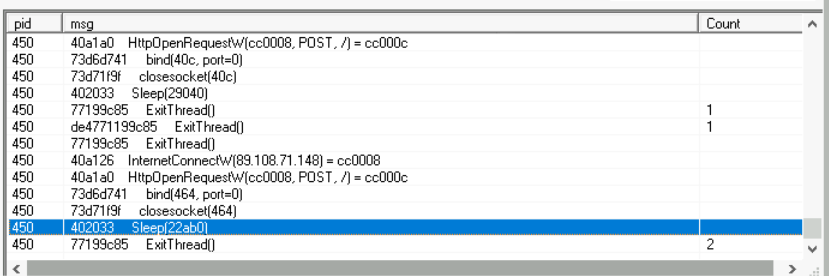 pid msg Count
450 40a1a0 HttpOpenRequestW(cc0008, POST, /) = cc000c
450 73d6d741 bind(40c, port=0)
450 73d71f9f closesocket(40c)
450 402033 Sleep(29040)
450 77199c85 ExitThread() 1
450 de4771199c85 ExitThread() 1
450 77199c85 ExitThread()
450 40a126 InternetConnectW(89.108.71.148) = cc0008
450 40a1a0 HttpOpenRequestW(cc0008, POST, /) = cc000c
450 73d6d741 bind(464, port=0)
450 73d71f9f closesocket(464)
450 402033 Sleep(22ab0)
450 77199c85 ExitThread() 2